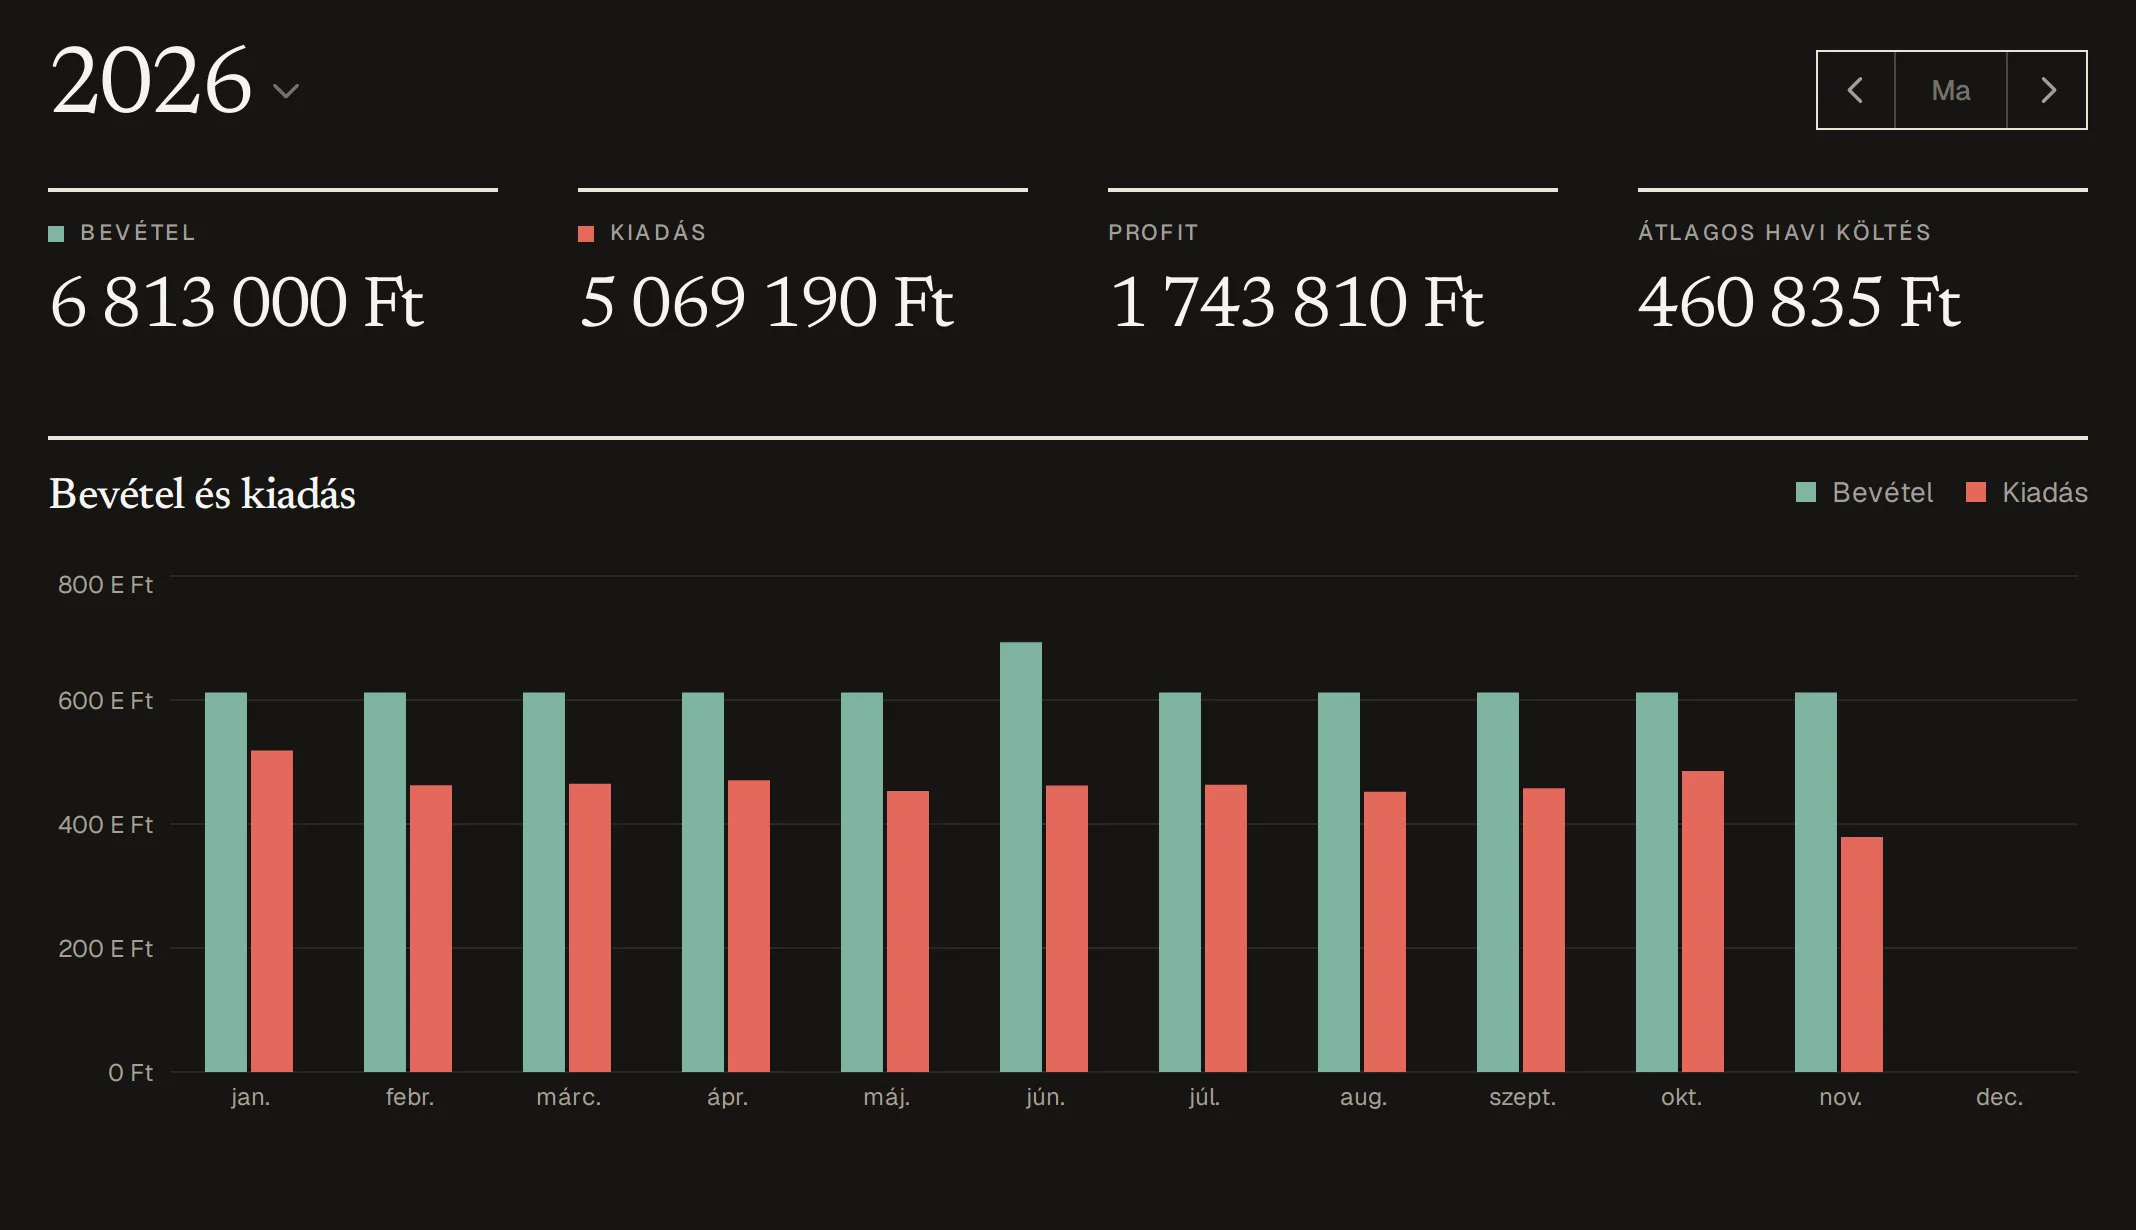 2026
Ma
BEVÉTEL
6 813 000 Ft
KIADÁS
5 069 190 Ft
PROFIT
1 743 810 Ft
ÁTLAGOS HAVI KÖLTÉS
460 835 Ft
Bevétel és kiadás
Bevétel
Kiadás
800 E Ft
600 E Ft
400 E Ft
200 E Ft
0 Ft
jan.
febr.
márc.
ápr.
máj.
jún.
júl.
aug.
szept.
okt.
nov.
dec.